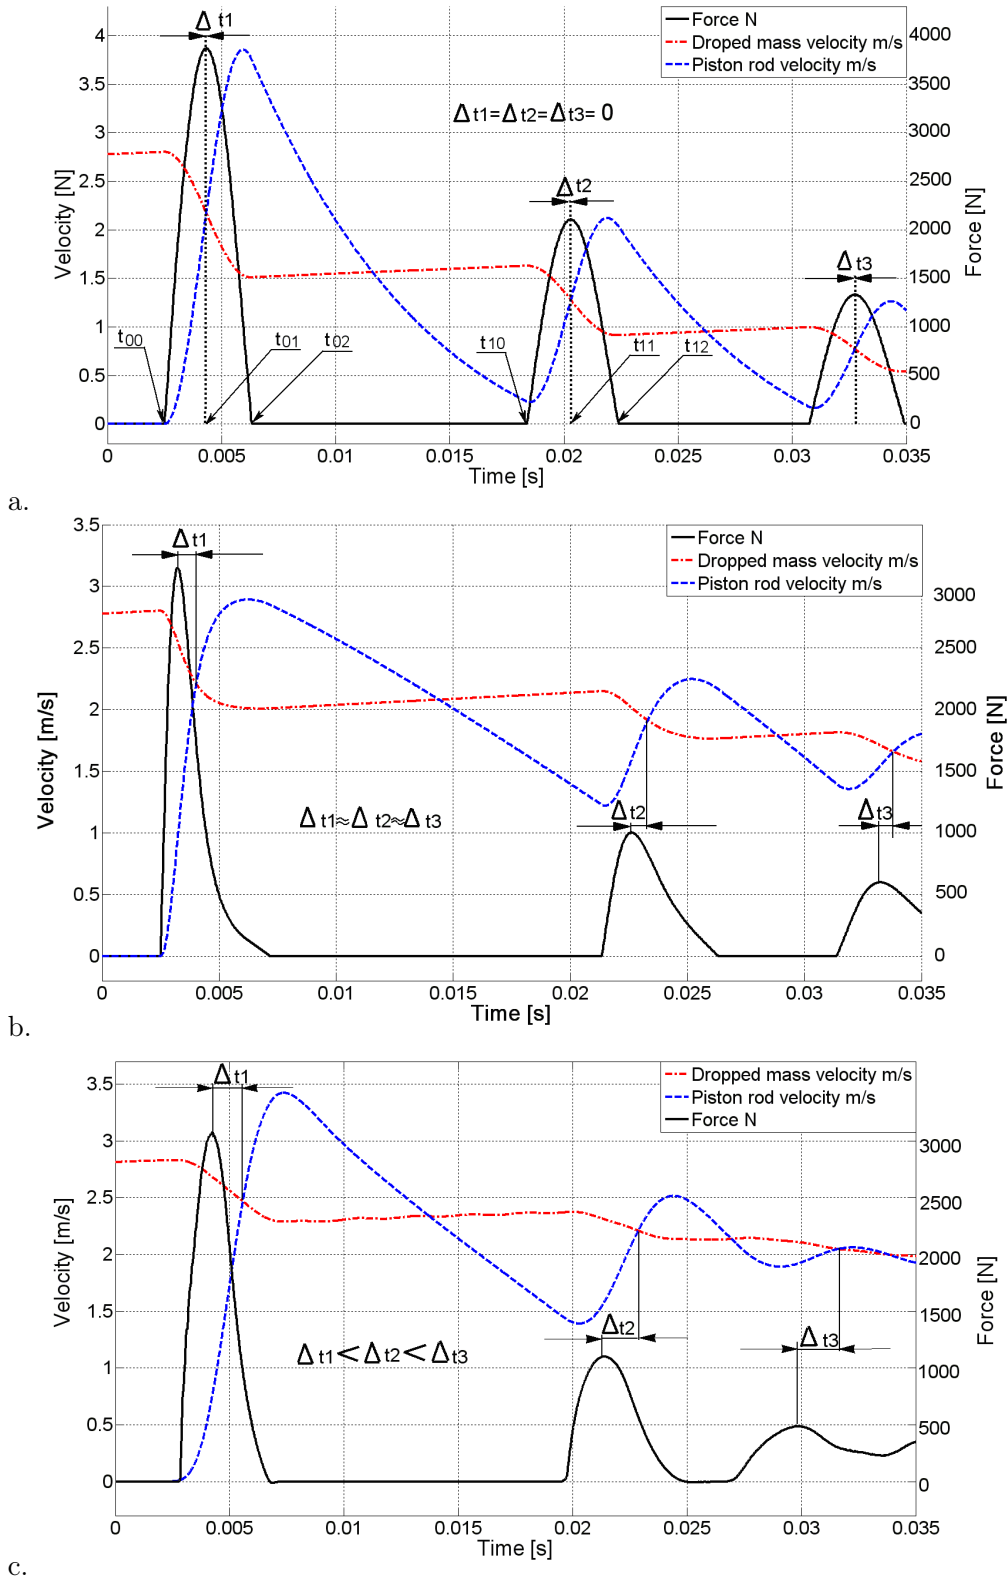 Δ t1
Force N
Droped mass velocity m/s
Piston rod velocity m/s
4
3.5
3
2.5
2
1.5
1
0.5
0
4000
3500
3000
2500
2000
1500
1000
500
0
Velocity [N]
Force [N]
Δt1=Δt2=Δt3= 0
Δ t2
Δ t3
t00
t01
t02
t10
t11
t12
0
0.005
0.01
0.015
0.02
0.025
0.03
0.035
Time [s]
a.
Δ t1
Force N
Dropped mass velocity m/s
Piston rod velocity m/s
3.5
3
2.5
2
1.5
1
0.5
0
3000
2500
2000
1500
1000
500
0
Velocity [m/s]
Force [N]
Δ t1≈Δ t2≈Δ t3
Δ t2
Δ t3
0
0.005
0.01
0.015
0.02
0.025
0.03
0.035
Time [s]
b.
Δ t1
Dropped mass velocity m/s
Piston rod velocity m/s
Force N
3.5
3
2.5
2
1.5
1
0.5
0
3000
2500
2000
1500
1000
500
0
Velocity [m/s]
Force [N]
Δ t1<Δ t2<Δ t3
Δ t2
Δ t3
0
0.005
0.01
0.015
0.02
0.025
0.03
0.035
Time [s]
c.